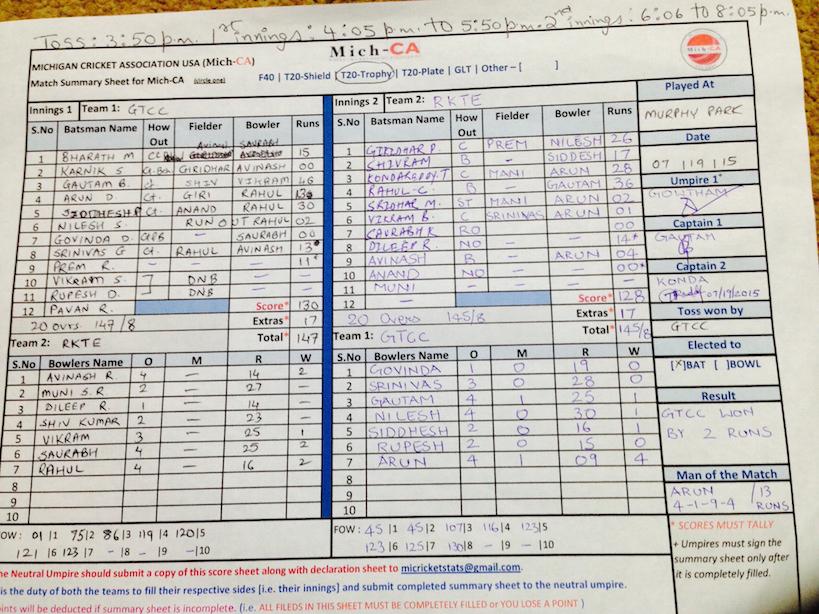 Toss: 3:50p.m. 1st innings: 4:05 p.m. to 5:50p.m. 2nd innings: 6:06 to 8:05p.m.
MICHIGAN CRICKET ASSOCIATION USA (Mich-CA)
Mich-CA
Match Summary Sheet for Mich-CA (circle one) F40 | T20-Shield | T20-Trophy | T20-Plate | GLT | Other – [ ]
Innings 1 Team 1: GTCC
S.No Batsman Name How Out Fielder Bowler Runs
1 BHARATH M Ct AVINASH SAURABH 15
2 KARNIK S GIRIDHAR AVINASH 00
3 GAUTAM B. ct SHIV VIKRAM 46
4 ARUN D Ct. GIRI RAHUL 13
5 SIDDHESH P Ct. ANAND RAHUL 30
6 NILESH S. RUN OUT RAHUL 02
7 GOVINDA D. SAURABH 00
8 SRINIVAS G Ct RAHUL AVINASH 13
9 PREM R. – – – 11*
10 VIKRAM S DNB
11 RUPESH D. DNB
12 PAVAN R. Score* 130
20 OVRS. 147/8 Extras* 17
Total* 147
Team 2: RKTE
S.No Bowlers Name O M R W
1 AVINASH R. 4 – 14 2
2 MUNI S.R 2 – 27 –
3 DILEEP R. 1 – 14 –
4 SHIV KUMAR 2 – 23 –
5 VIKRAM 3 – 25 1
6 SAURABH 4 – 25 2
7 RAHUL 4 – 16 2
8
9
10
FOW: 01|1 75|2 86|3 119|4 120|5
121|6 123|7 –|8 –|9 –|10
Innings 2 Team 2: RKTE
S.No Batsman Name How Out Fielder Bowler Runs
1 GIRIDHAR P. C PREM NILESH 26
2 SHIVRAM B – SIDDESH 17
3 KONDAREDDY.T C MANI ARUN 28
4 RAHUL-C. B – GAUTAM 36
5 SRIDHAR M. ST MANI ARUN 02
6 VIKRAM B. C SRINIVAS ARUN 01
7 SAURABH K RO 00
8 DILEEP R. NO – – 14*
9 AVINASH B – ARUN 04
10 ANAND NO – – 00*
11 MUNI – – –
12 – Score* 128
20 Overs 145/8 Extras* 17
Total* 145/8
Team 1: GTCC
S.No Bowlers Name O M R W
1 GOVINDA 1 0 19 0
2 SRINIVAS 3 0 28 0
3 GAUTAM 4 1 25 1
4 NILESH 4 0 30 1
5 SIDDHESH 2 0 16 1
6 RUPESH 2 0 15 0
7 ARUN 4 1 09 4
8
9
10
FOW: 45|1 45|2 107|3 116|4 123|5
123|6 125|7 130|8 –|9 –|10
Played At
MURPHY PARK
Date
07|19|15
Umpire 1*
GOWTHAM
Captain 1
GAUTAM
Captain 2
KONDA
07/19/2015
Toss won by
GTCC
Elected to
[X]BAT [ ]BOWL
Result
GTCC WON
BY 2 RUNS
Man of the Match
ARUN /13
4-1-9-4 RUNS
* SCORES MUST TALLY
+ Umpires must sign the
summary sheet only after
it is completely filled.
he Neutral Umpire should submit a copy of this score sheet along with declaration sheet to micricketstats@gmail.com.
is the duty of both the teams to fill their respective sides [i.e. their innings] and submit completed summary sheet to the neutral umpire.
ints will be deducted if summary sheet is incomplete. (i.e. ALL FILEDS IN THIS SHEET MUST BE COMPLETELY FILLED or YOU LOSE A POINT )